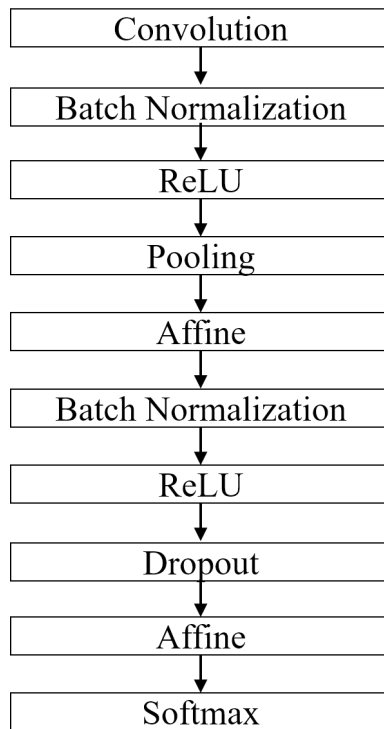 Convolution
Batch Normalization
ReLU
Pooling
Affine
Batch Normalization
ReLU
Dropout
Affine
Softmax